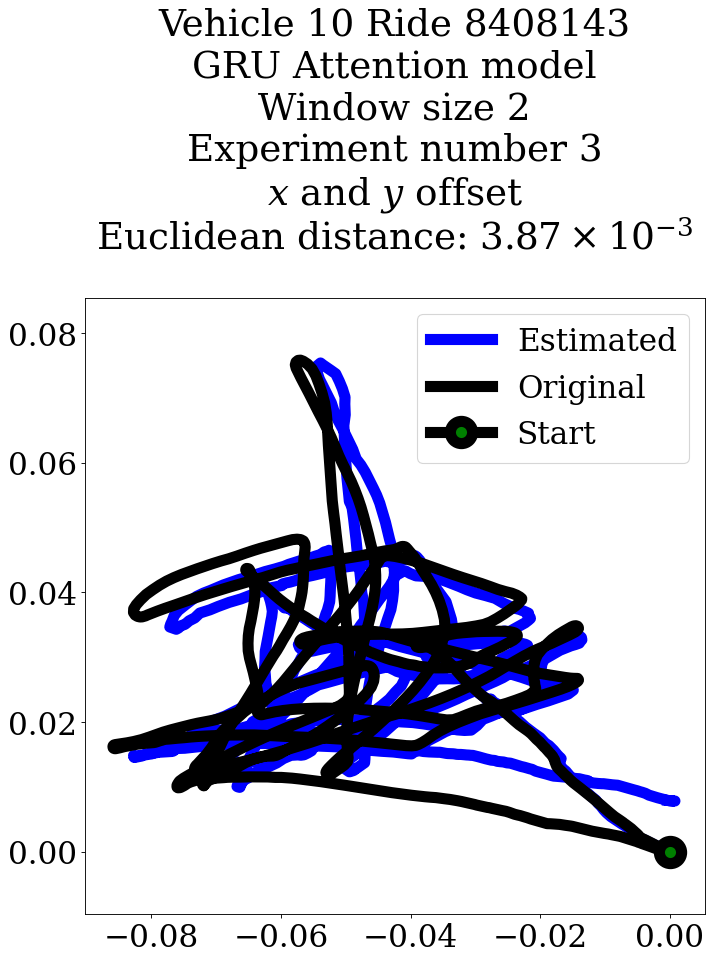 Vehicle 10 Ride 8408143
GRU Attention model
Window size 2
Experiment number 3
x and y offset
Euclidean distance: 3.87 × 10⁻³
Estimated
Original
Start
0.08
0.06
0.04
0.02
0.00
−0.08 −0.06 −0.04 −0.02 0.00